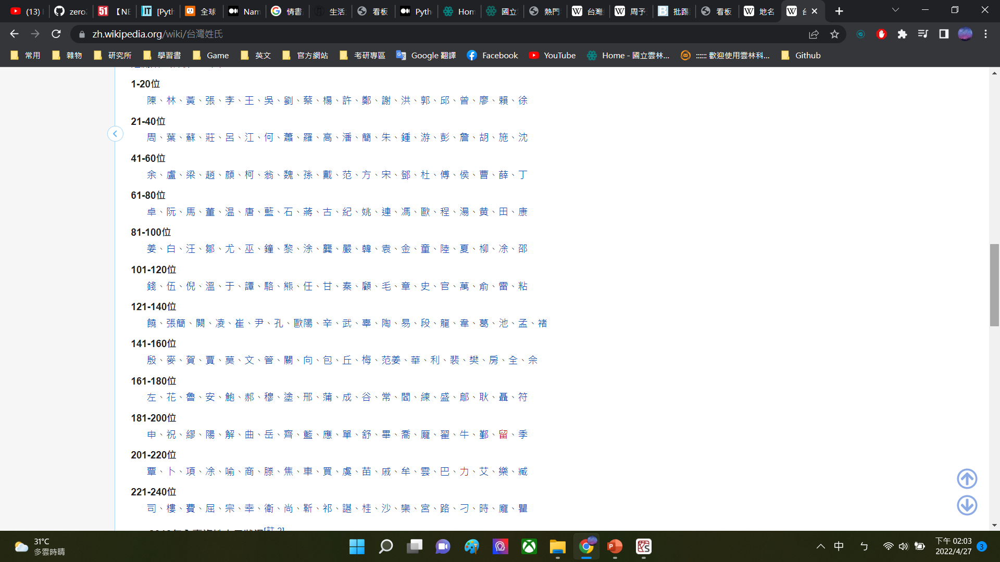 (13)
zero
51 【NE
[Pyth
全球
Nam
情書
生活
看板
Pyth
Hom
國立
熱門
台灣
周子
批踢
看板
地名
zh.wikipedia.org/wiki/台灣姓氏
常用 雜物 研究所 學習書 Game 英文 官方網站 考研專區 Google 翻譯 Facebook YouTube Home - 國立雲林... :::::: 歡迎使用雲林科... Github
1-20位
陳、林、黃、張、李、王、吳、劉、蔡、楊、許、鄭、謝、洪、郭、邱、曾、廖、賴、徐
21-40位
周、葉、蘇、莊、呂、江、何、蕭、羅、高、潘、簡、朱、鍾、游、彭、詹、胡、施、沈
41-60位
余、盧、梁、趙、顏、柯、翁、魏、孫、戴、范、方、宋、鄧、杜、傅、侯、曹、薛、丁
61-80位
卓、阮、馬、董、温、唐、藍、石、蔣、古、紀、姚、連、馮、歐、程、湯、黄、田、康
81-100位
姜、白、汪、鄒、尤、巫、鐘、黎、涂、龔、嚴、韓、袁、金、童、陸、夏、柳、凃、邵
101-120位
錢、伍、倪、溫、于、譚、駱、熊、任、甘、秦、顧、毛、章、史、官、萬、俞、雷、粘
121-140位
饒、張簡、闕、凌、崔、尹、孔、歐陽、辛、武、辜、陶、易、段、龍、韋、葛、池、孟、褚
141-160位
殷、麥、賀、賈、莫、文、管、關、向、包、丘、梅、范姜、華、利、裴、樊、房、全、佘
161-180位
左、花、魯、安、鮑、郝、穆、塗、邢、蒲、成、谷、常、閻、練、盛、鄔、耿、聶、符
181-200位
申、祝、繆、陽、解、曲、岳、齊、籃、應、單、舒、畢、喬、龎、翟、牛、鄞、留、季
201-220位
覃、卜、項、凃、喻、商、滕、焦、車、買、虞、苗、戚、牟、雲、巴、力、艾、樂、臧
221-240位
司、樓、費、屈、宗、幸、衛、尚、靳、祁、諶、桂、沙、欒、宮、路、刁、時、龐、瞿
[註 2]
31°C
多雲時晴
中
ㄅ
下午 02:03
2022/4/27
3